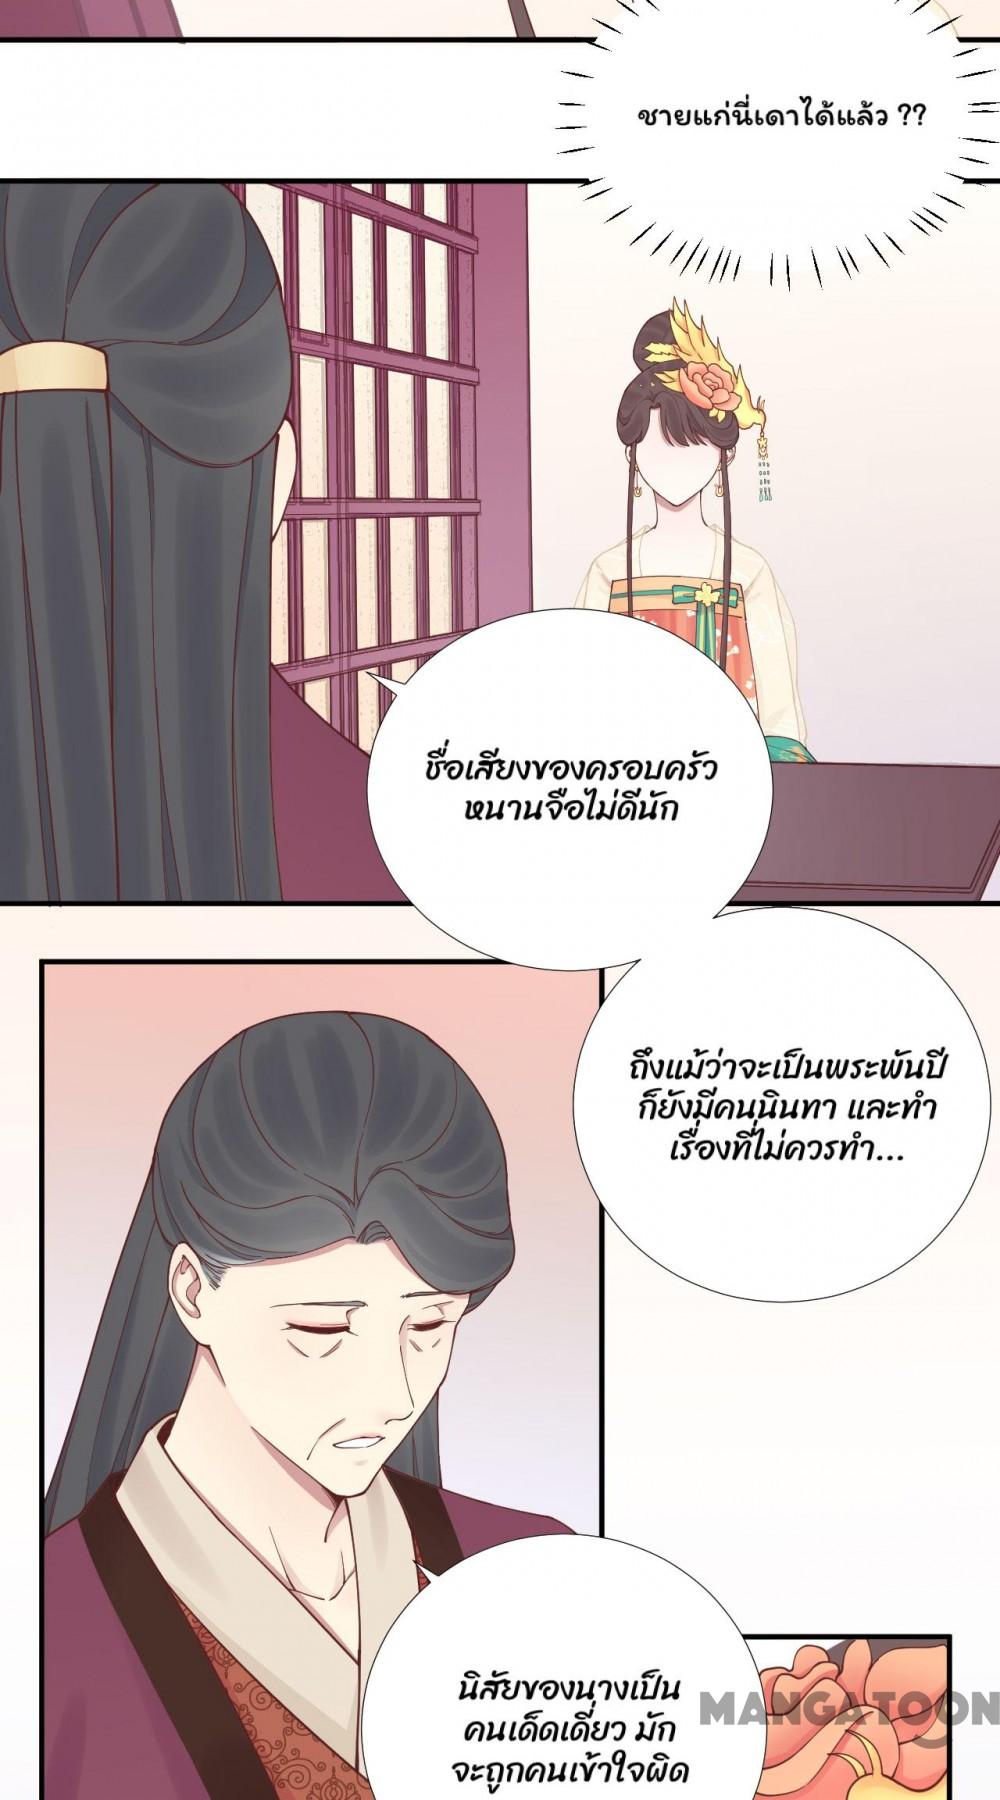 ชายแก่นี่เดาได้แล้ว ??
ชื่อเสียงของครอบครัว
หนานจือไม่ดีนัก
ถึงแม้ว่าจะเป็นพระพันปี
ก็ยังมีคนนินทา และทำ
เรื่องที่ไม่ควรทำ...
นิสัยของนางเป็น
คนเด็ดเดี่ยว มัก
จะถูกคนเข้าใจผิด
MANGATOON